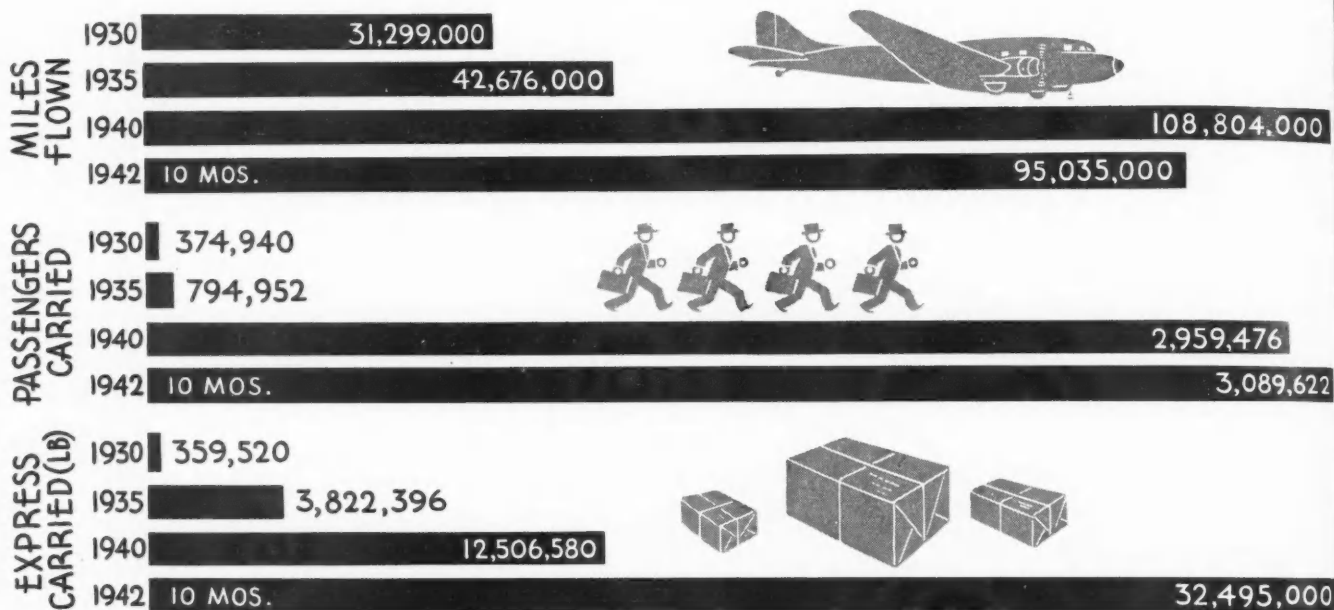 MILES FLOWN
1930 31,299,000
1935 42,676,000
1940 108,804,000
1942 10 MOS. 95,035,000
PASSENGERS CARRIED
1930 374,940
1935 794,952
1940 2,959,476
1942 10 MOS. 3,089,622
EXPRESS CARRIED (LB)
1930 359,520
1935 3,822,396
1940 12,506,580
1942 10 MOS. 32,495,000